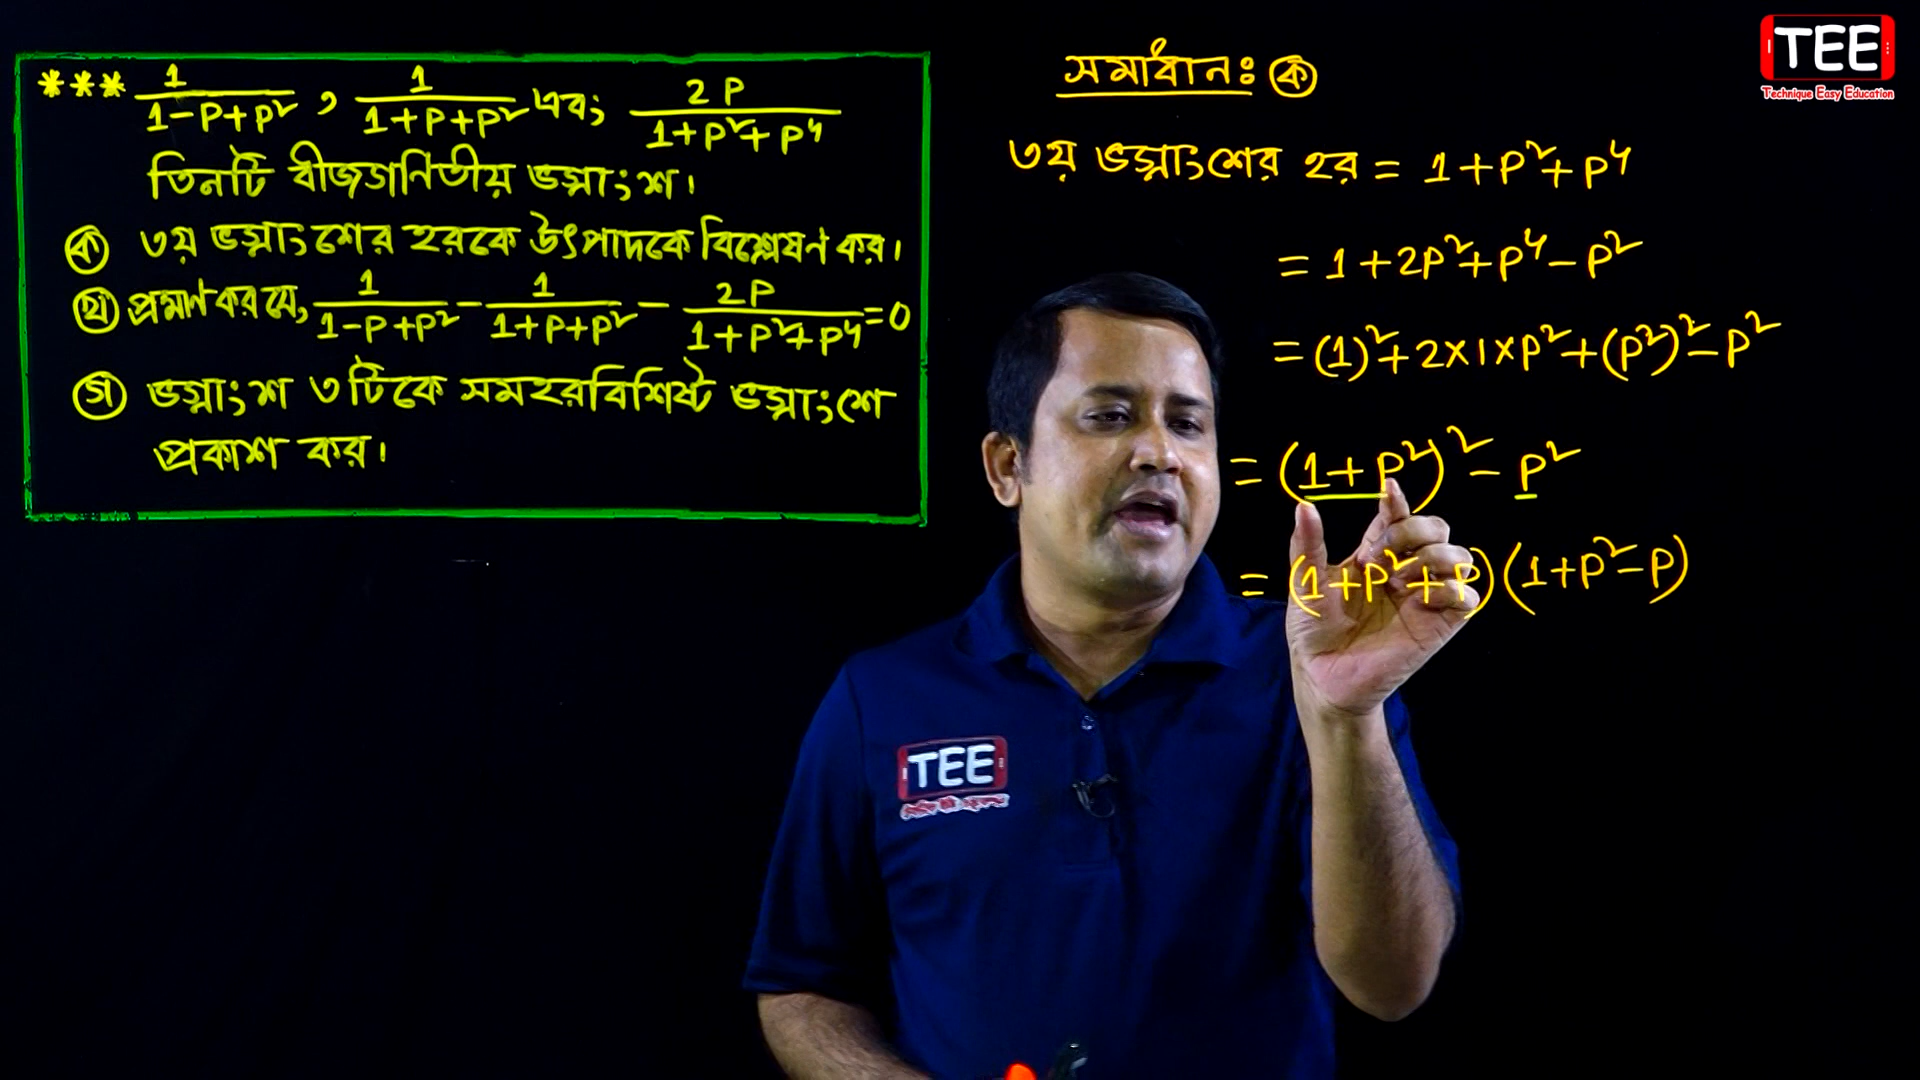 *** 1/(1-P+P²) , 1/(1+P+P²) এবং 2P/(1+P²+P⁴)
তিনটি বীজগণিতীয় ভগ্নাংশ।
ক ৩য় ভগ্নাংশের হরকে উৎপাদকে বিশ্লেষণ কর।
খ প্রমাণ কর যে, 1/(1-P+P²) - 1/(1+P+P²) - 2P/(1+P²+P⁴) = 0
গ ভগ্নাংশ ৩টিকে সমহরবিশিষ্ট ভগ্নাংশে
প্রকাশ কর।
সমাধানঃ ক
৩য় ভগ্নাংশের হর = 1+P²+P⁴
= 1+2P²+P⁴-P²
= (1)²+2×1×P²+(P²)²-P²
= (1+P²)²-P²
= (1+P²+P)(1+P²-P)
TEE
Technique Easy Education
TEE